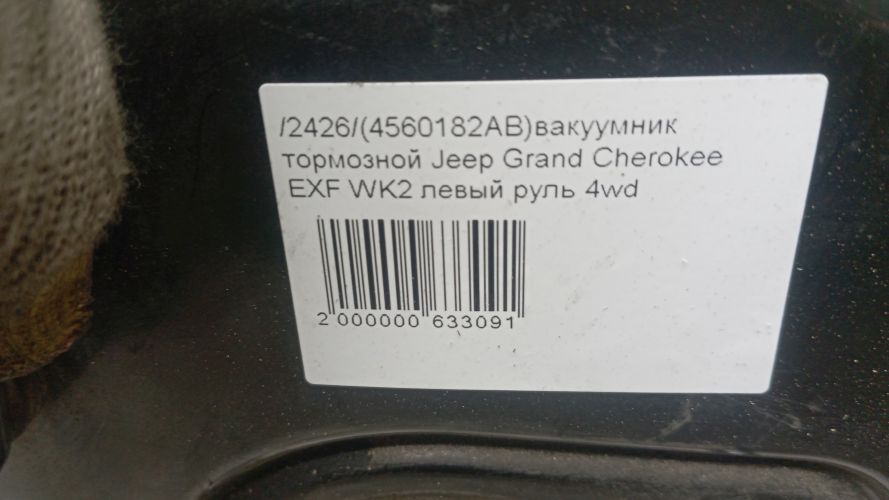 /2426/(4560182AB)вакуумник
тормозной Jeep Grand Cherokee
EXF WK2 левый руль 4wd
2 000000 633091